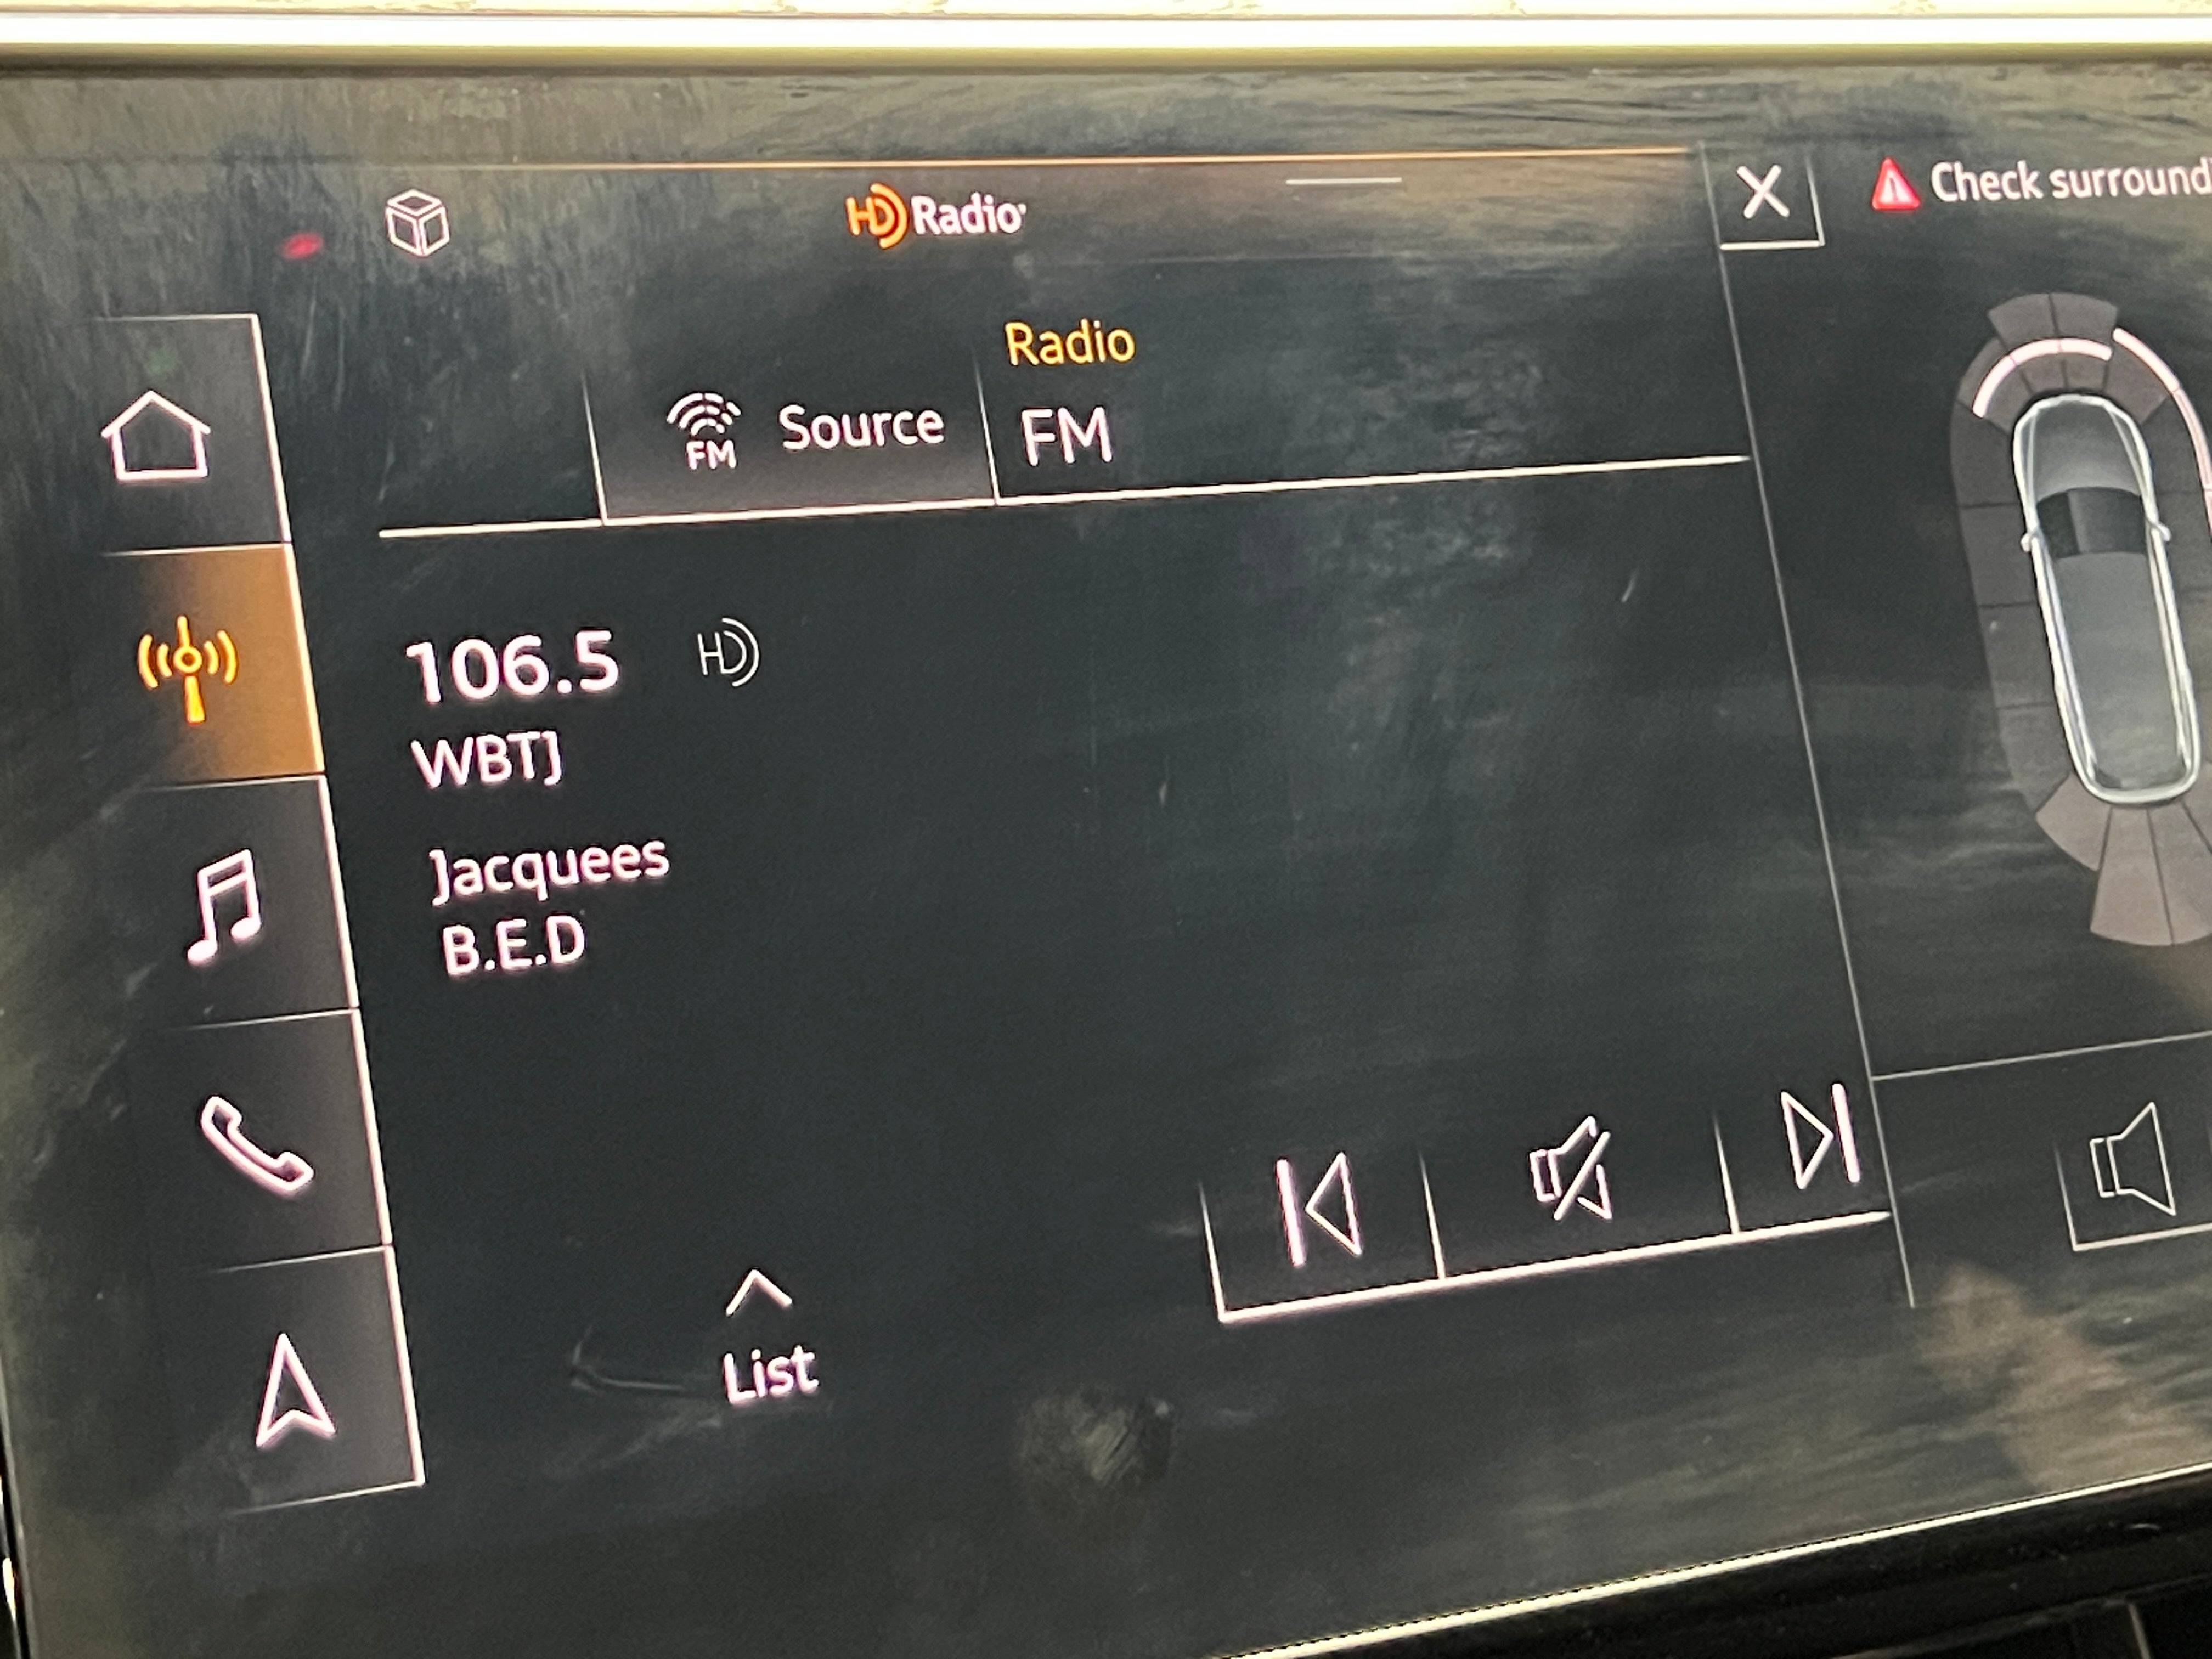 HD Radio
Check surround
Radio
FM Source
FM
106.5 HD
WBTJ
Jacquees
B.E.D
List